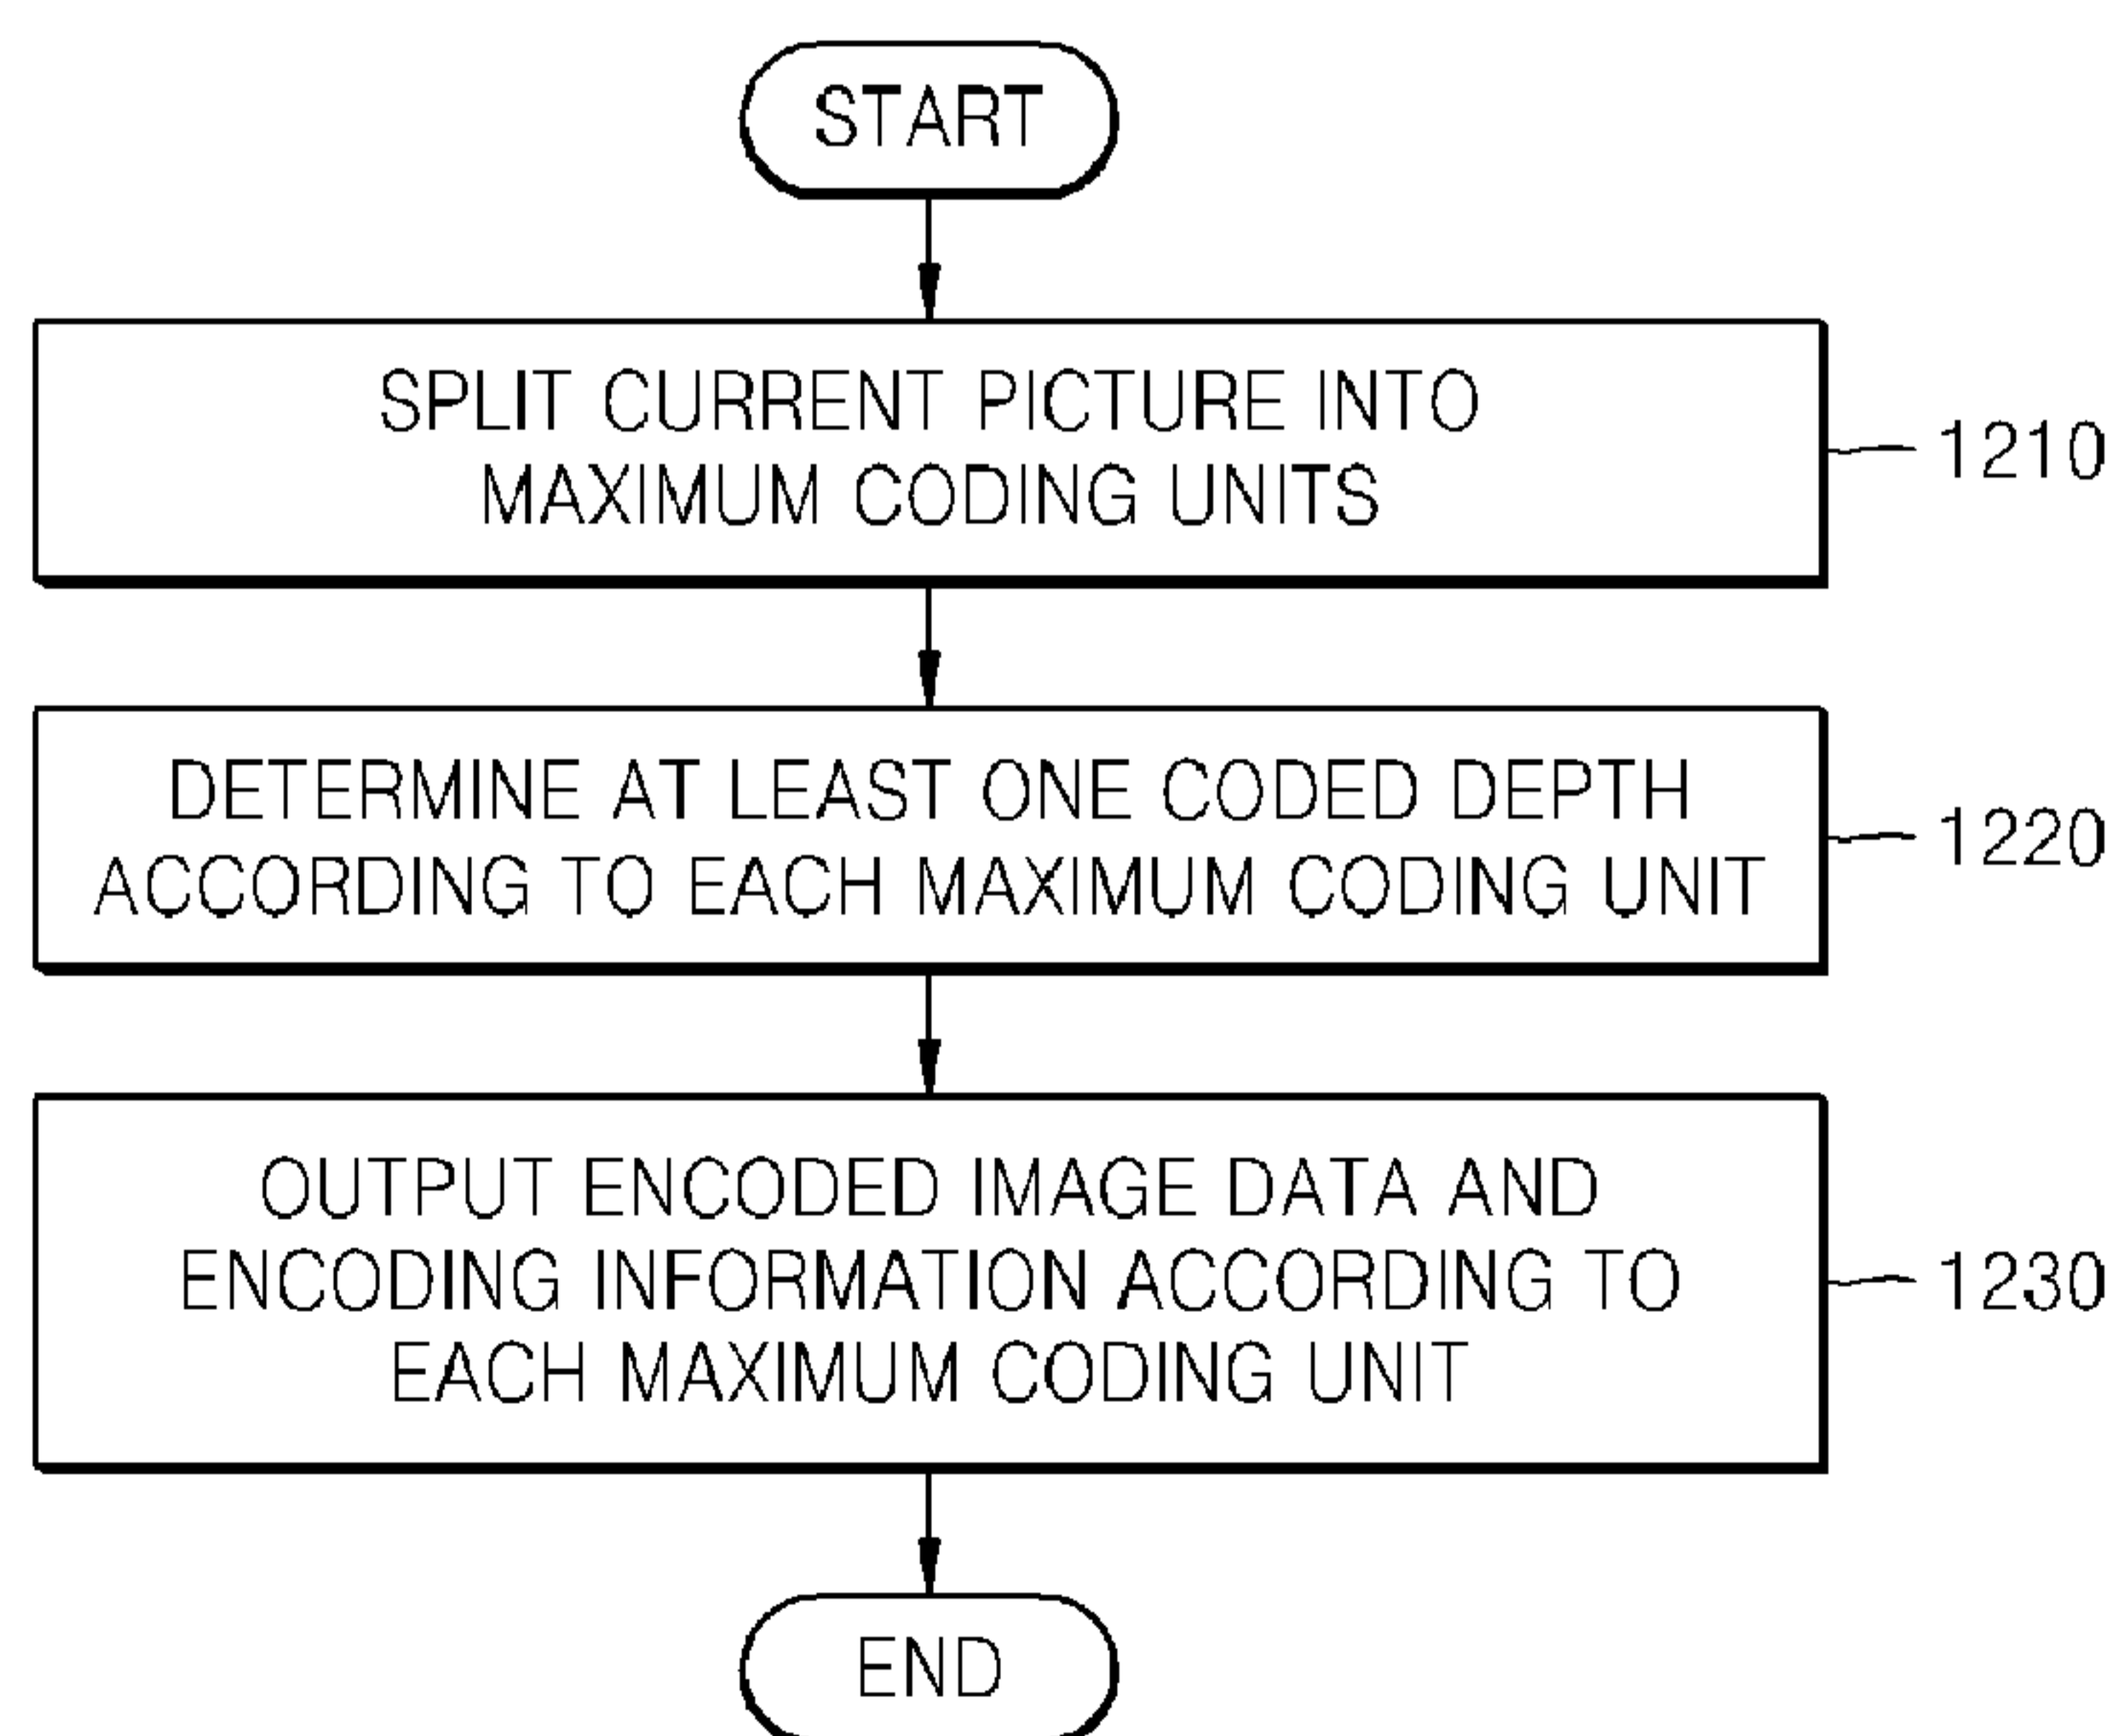 START
SPLIT CURRENT PICTURE INTO
MAXIMUM CODING UNITS
1210
DETERMINE AT LEAST ONE CODED DEPTH
ACCORDING TO EACH MAXIMUM CODING UNIT
1220
OUTPUT ENCODED IMAGE DATA AND
ENCODING INFORMATION ACCORDING TO
EACH MAXIMUM CODING UNIT
1230
END